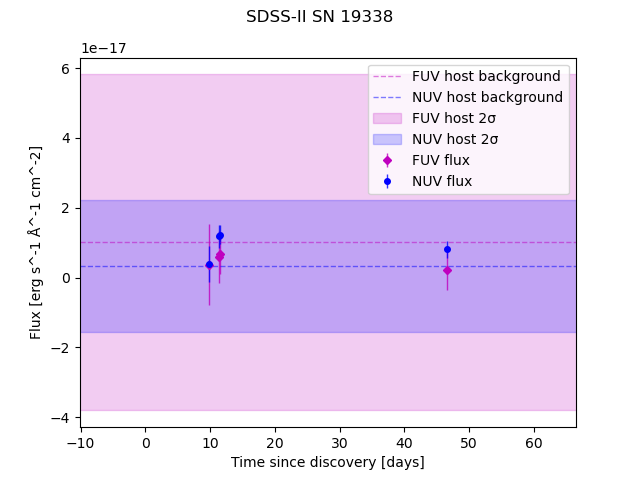 SDSS-II SN 19338
1e−17
FUV host background
NUV host background
FUV host 2σ
NUV host 2σ
FUV flux
NUV flux
6
4
2
0
−2
−4
Flux [erg s^-1 Å^-1 cm^-2]
−10 0 10 20 30 40 50 60
Time since discovery [days]